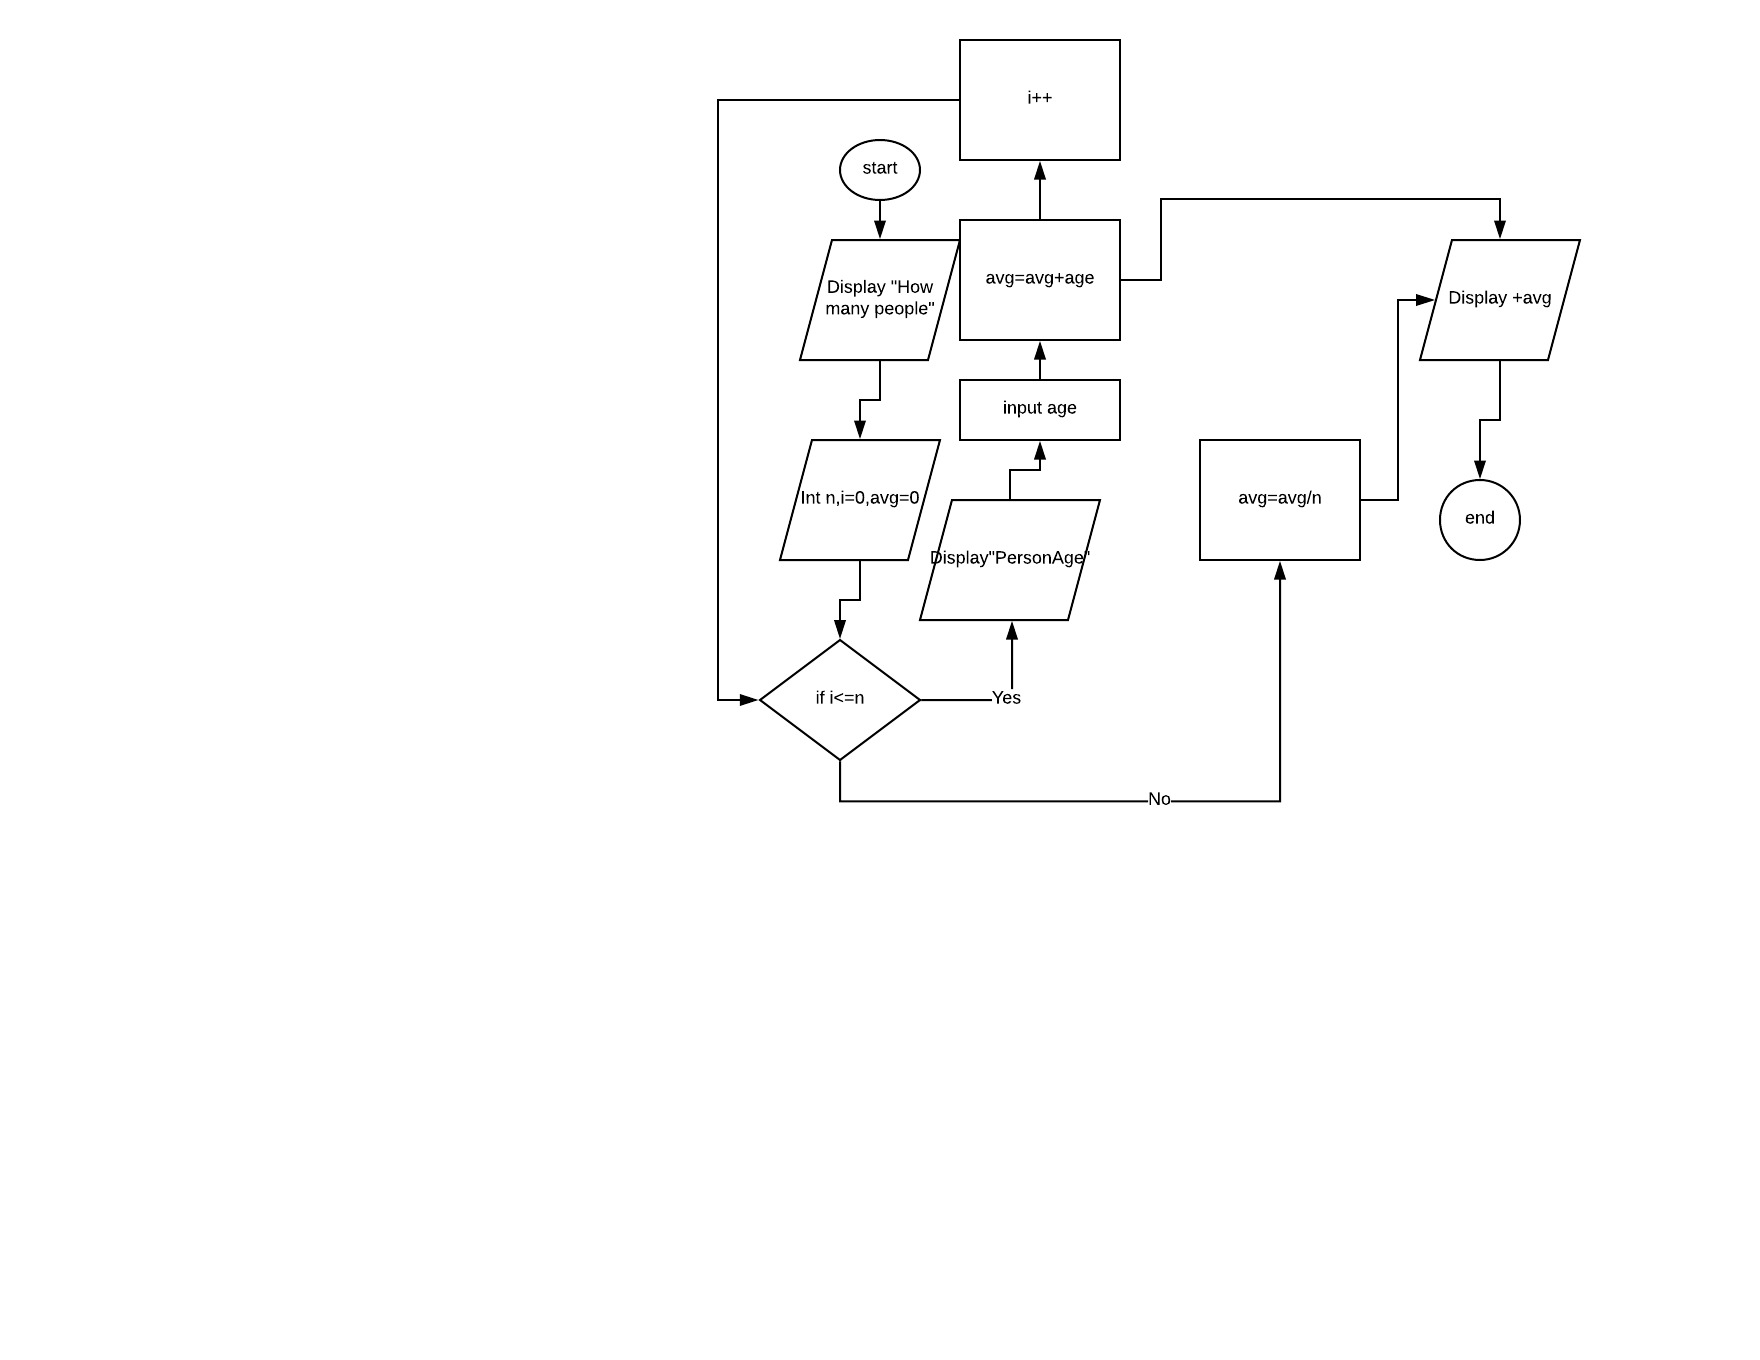 i++
start
Display "How
many people"
avg=avg+age
Display +avg
input age
Int n,i=0,avg=0
avg=avg/n
end
Display"PersonAge"
if i<=n
Yes
No